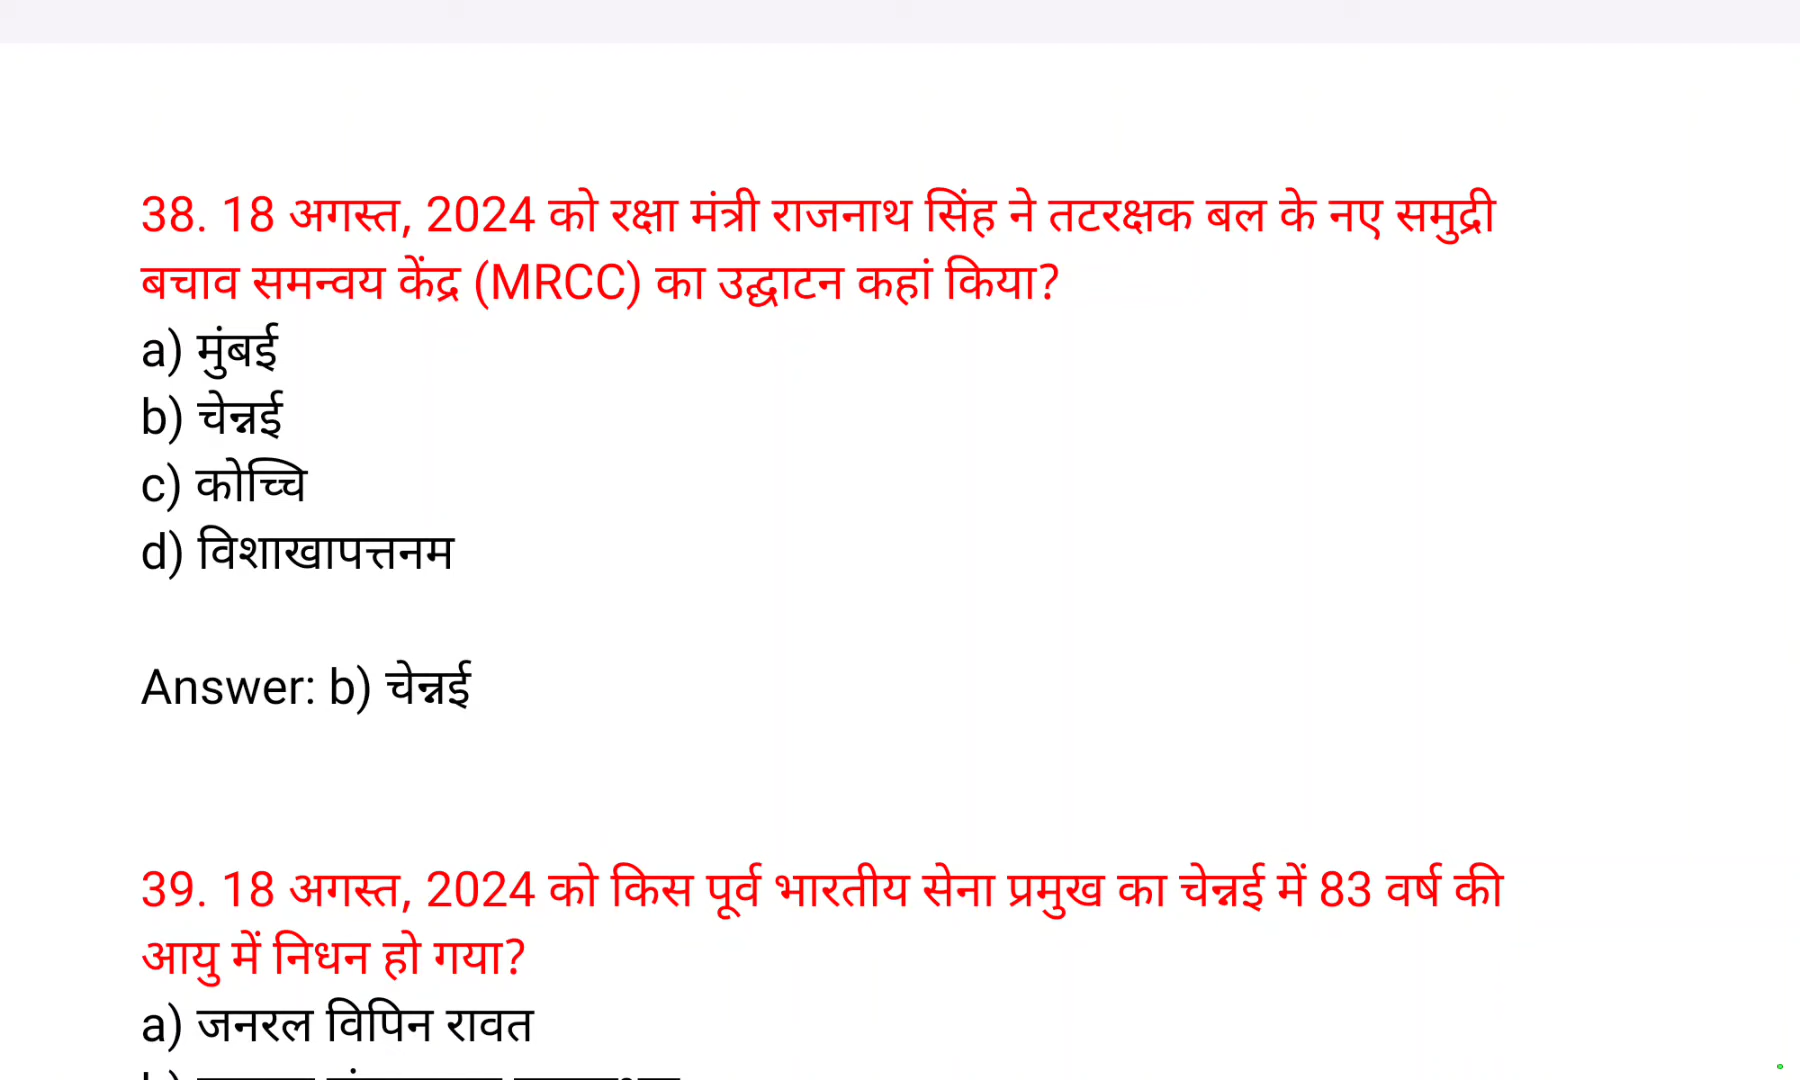 38. 18 अगस्त, 2024 को रक्षा मंत्री राजनाथ सिंह ने तटरक्षक बल के नए समुद्री
बचाव समन्वय केंद्र (MRCC) का उद्घाटन कहां किया?
a) मुंबई
b) चेन्नई
c) कोच्चि
d) विशाखापत्तनम
Answer: b) चेन्नई
39. 18 अगस्त, 2024 को किस पूर्व भारतीय सेना प्रमुख का चेन्नई में 83 वर्ष की
आयु में निधन हो गया?
a) जनरल विपिन रावत